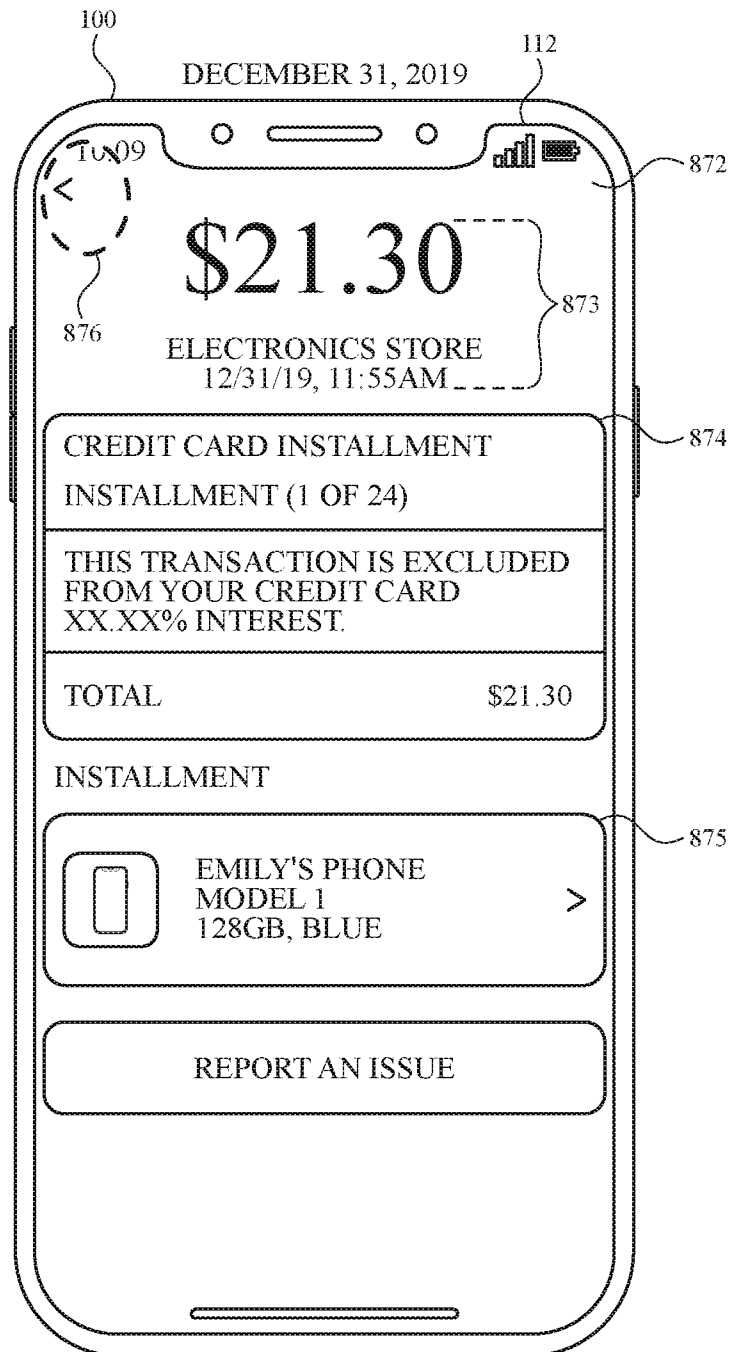 100
DECEMBER 31, 2019
112
872
$21.30
873
876
ELECTRONICS STORE
12/31/19, 11:55AM
874
CREDIT CARD INSTALLMENT
INSTALLMENT (1 OF 24)
THIS TRANSACTION IS EXCLUDED
FROM YOUR CREDIT CARD
XX.XX% INTEREST.
TOTAL $21.30
INSTALLMENT
875
EMILY'S PHONE
MODEL 1
128GB, BLUE
>
REPORT AN ISSUE